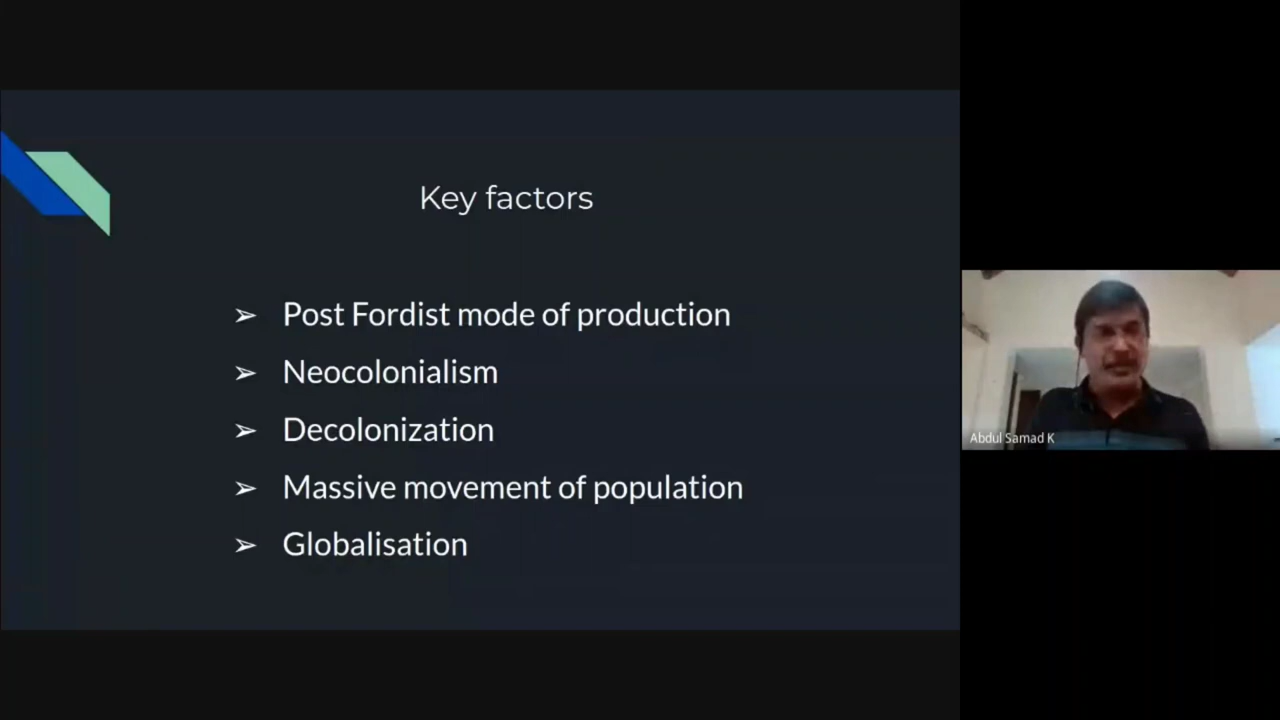 Key factors
➢ Post Fordist mode of production
➢ Neocolonialism
➢ Decolonization
➢ Massive movement of population
➢ Globalisation
Abdul Samad K